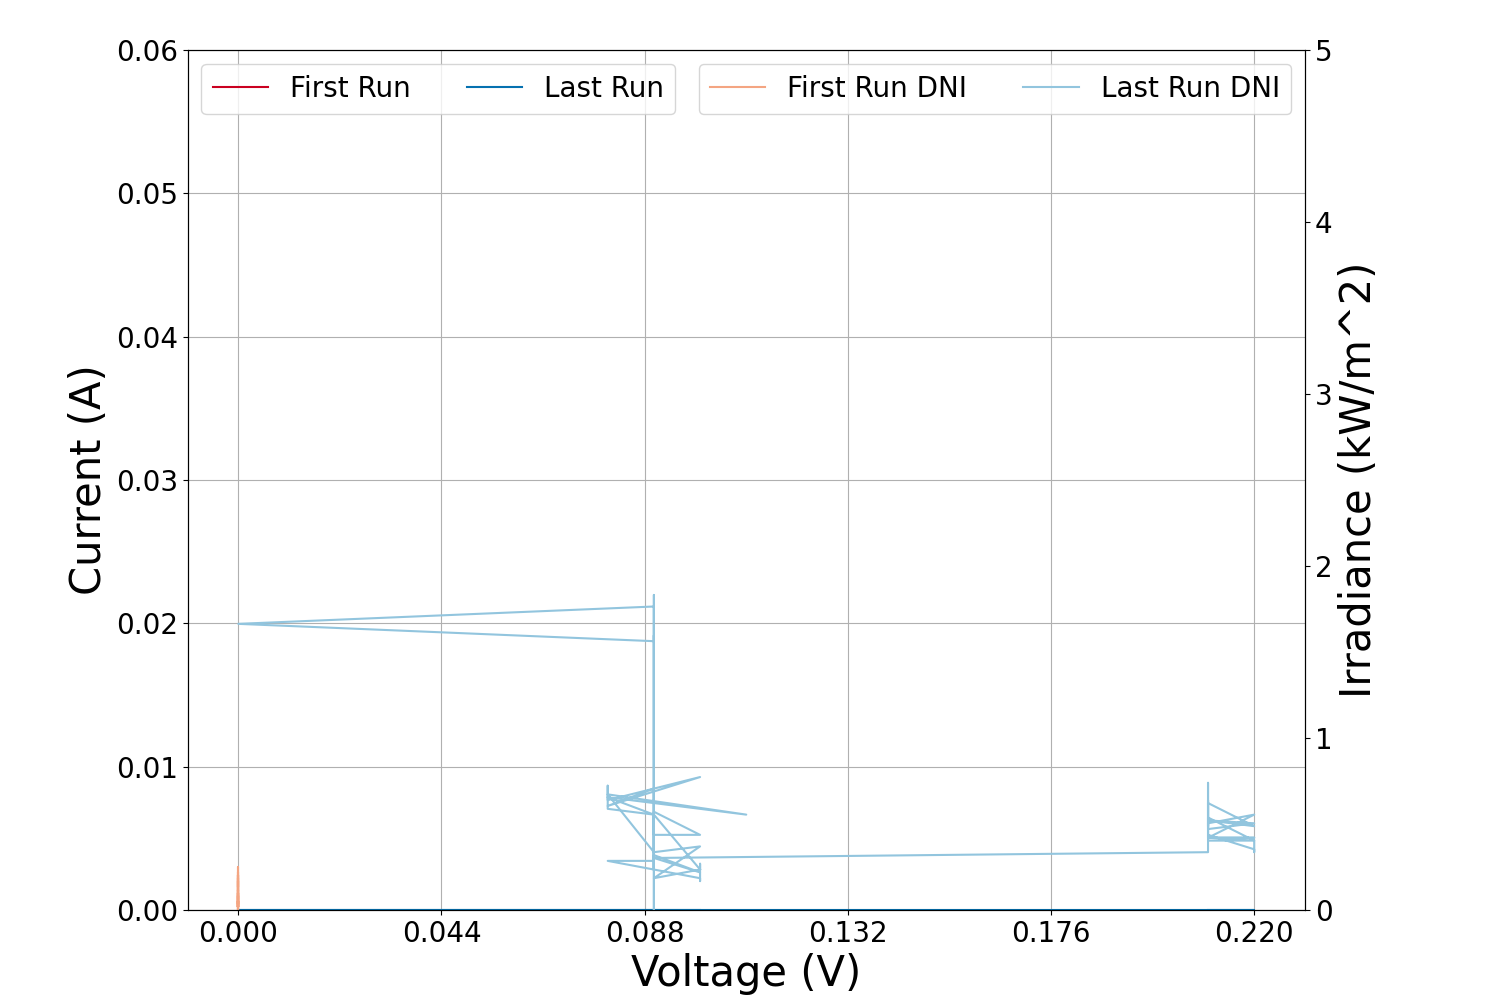 First Run
Last Run
First Run DNI
Last Run DNI
Current (A)
0.06
0.05
0.04
0.03
0.02
0.01
0.00
5
4
3
2
1
0
Irradiance (kW/m^2)
0.000 0.044 0.088 0.132 0.176 0.220
Voltage (V)